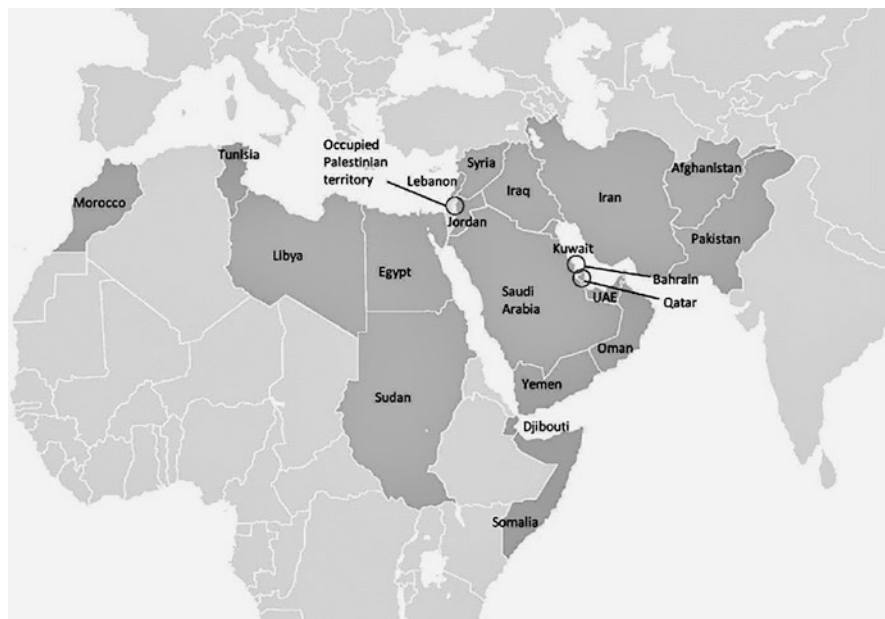 Tunisia
Occupied
Palestinian
territory
Lebanon
Syria
Afghanistan
Iraq
Iran
Morocco
Jordan
Pakistan
Libya
Egypt
Kuwait
Bahrain
Saudi
Arabia
UAE
Qatar
Oman
Yemen
Sudan
Djibouti
Somalia